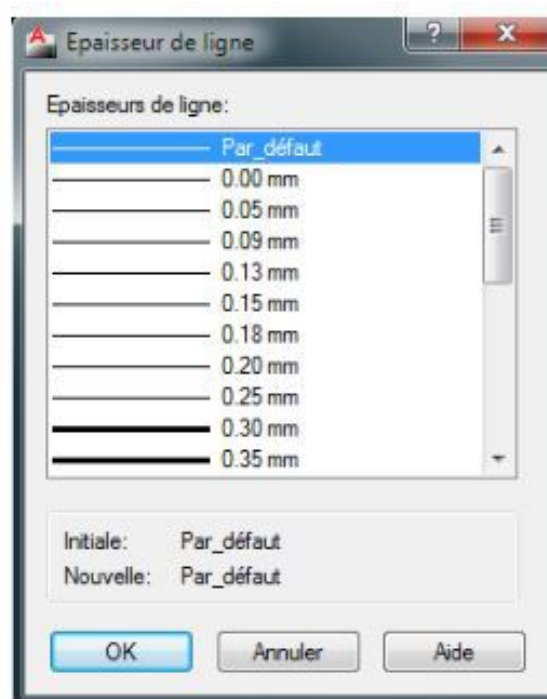 Epaisseur de ligne
Epaisseurs de ligne:
Par_défaut
0.00 mm
0.05 mm
0.09 mm
0.13 mm
0.15 mm
0.18 mm
0.20 mm
0.25 mm
0.30 mm
0.35 mm
Initiale: Par_défaut
Nouvelle: Par_défaut
OK Annuler Aide